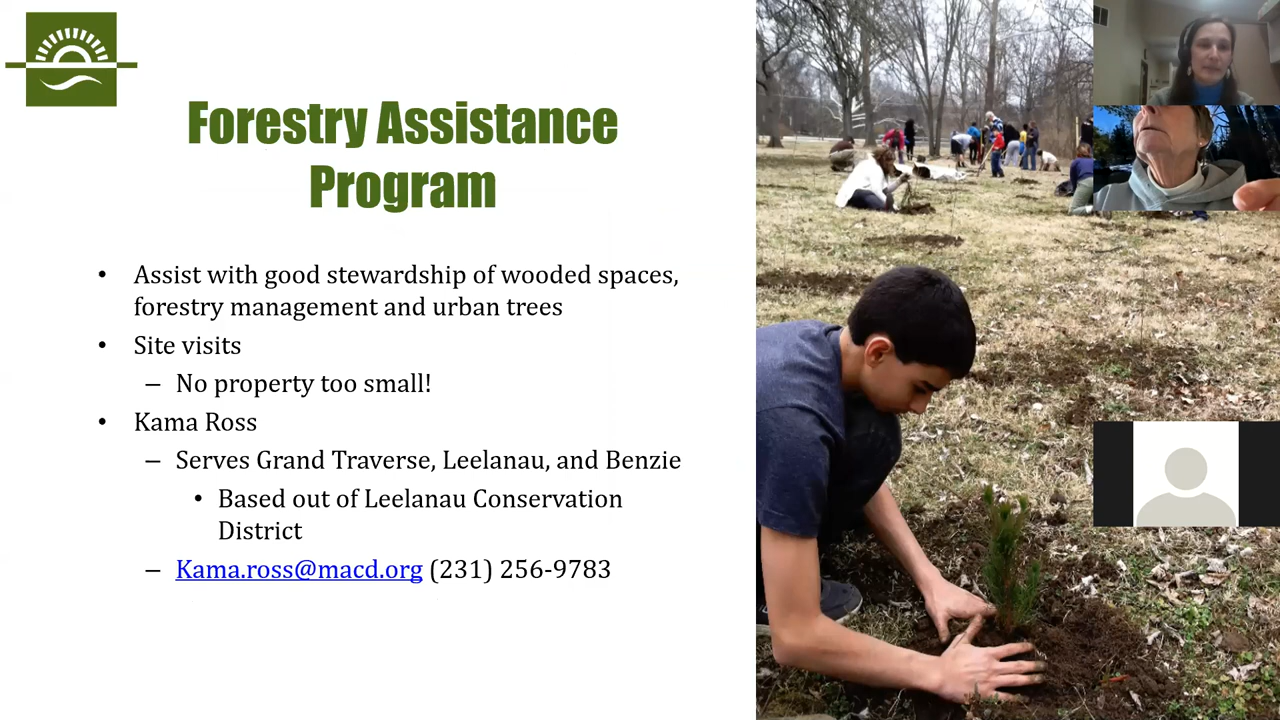 Forestry Assistance
Program
• Assist with good stewardship of wooded spaces,
forestry management and urban trees
• Site visits
– No property too small!
• Kama Ross
– Serves Grand Traverse, Leelanau, and Benzie
• Based out of Leelanau Conservation
District
– Kama.ross@macd.org (231) 256-9783